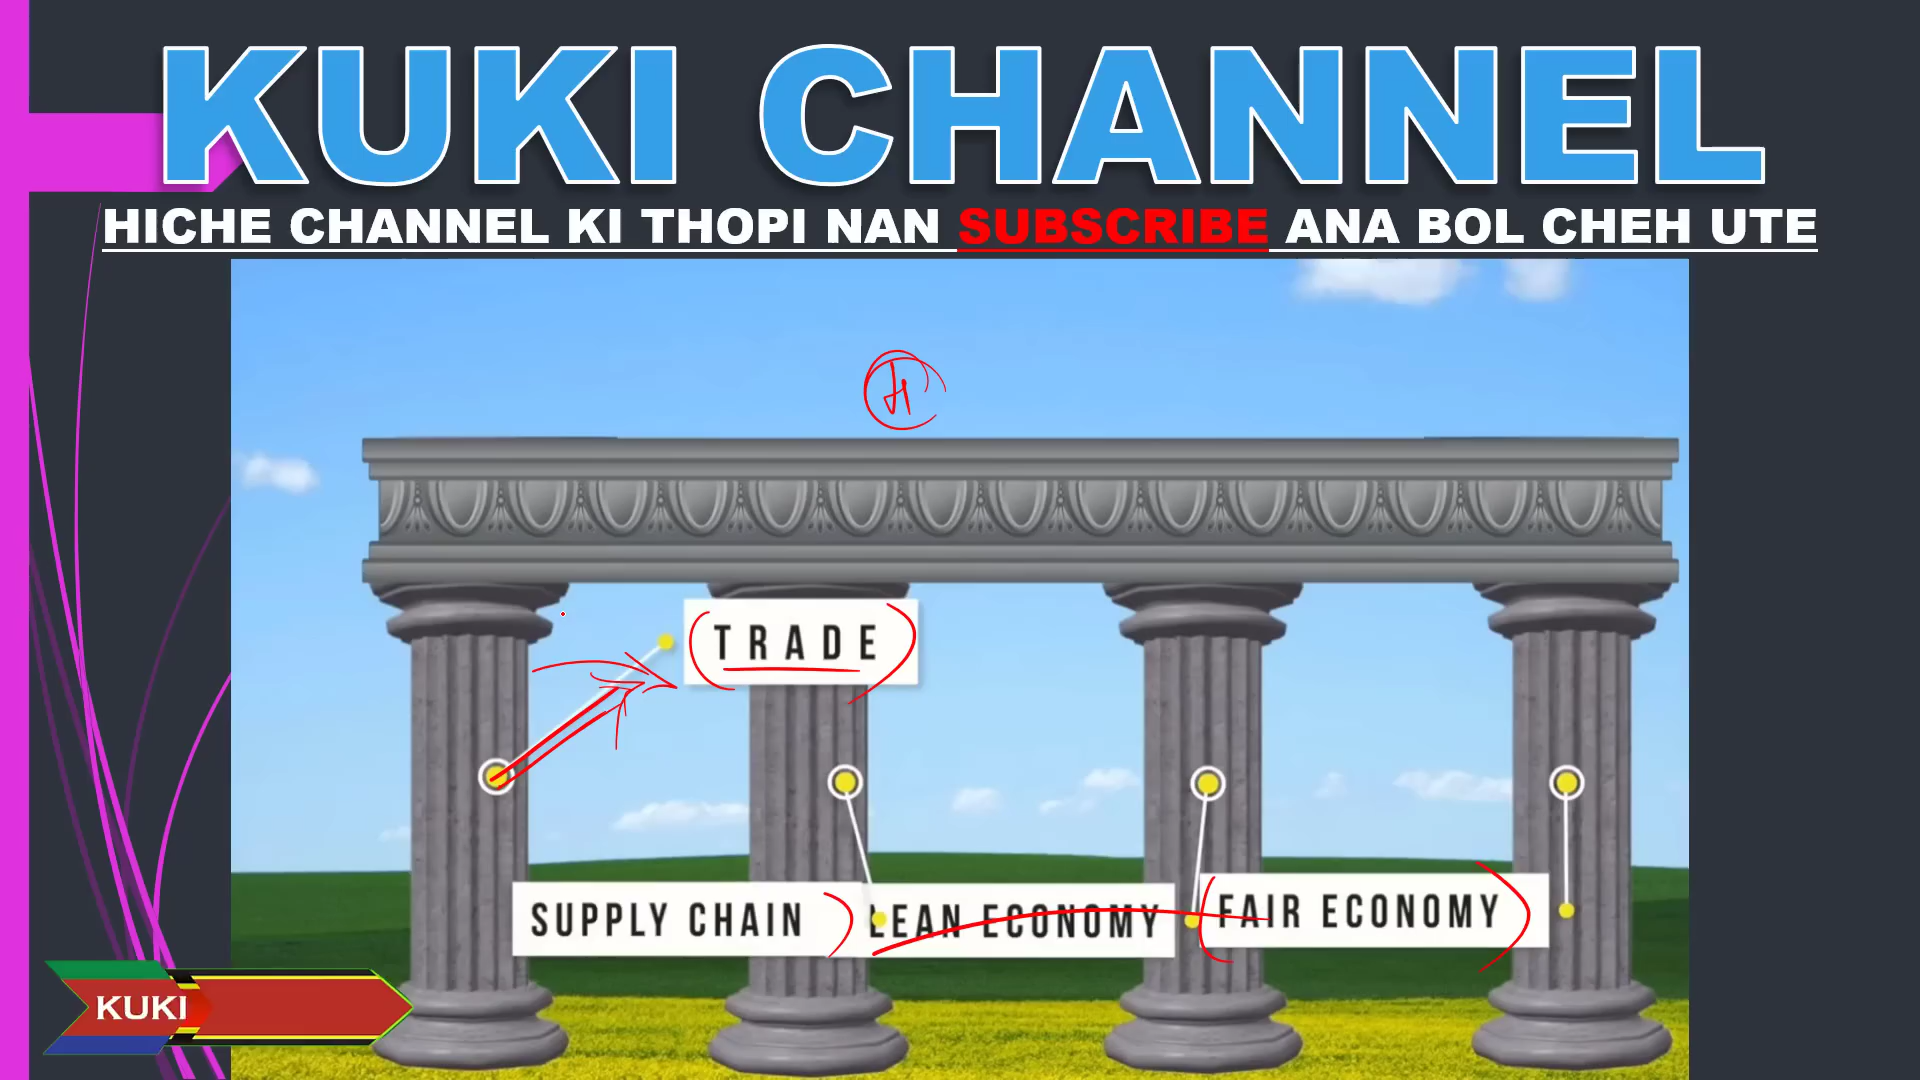 KUKI CHANNEL
HICHE CHANNEL KI THOPI NAN SUBSCRIBE ANA BOL CHEH UTE
TRADE
SUPPLY CHAIN
LEAN ECONOMY
FAIR ECONOMY
KUKI